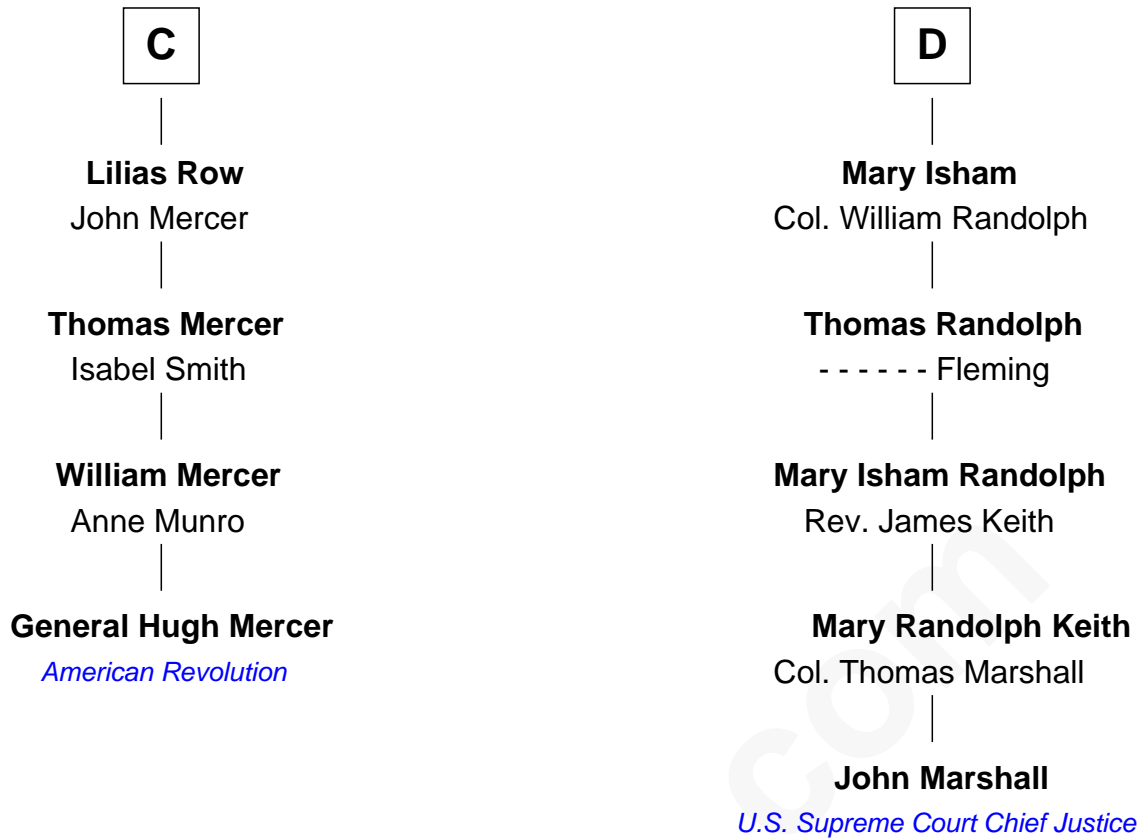 C
Lilias Row
John Mercer
Thomas Mercer
Isabel Smith
William Mercer
Anne Munro
General Hugh Mercer
American Revolution
D
Mary Isham
Col. William Randolph
Thomas Randolph
- - - - - - Fleming
Mary Isham Randolph
Rev. James Keith
Mary Randolph Keith
Col. Thomas Marshall
John Marshall
U.S. Supreme Court Chief Justice
com